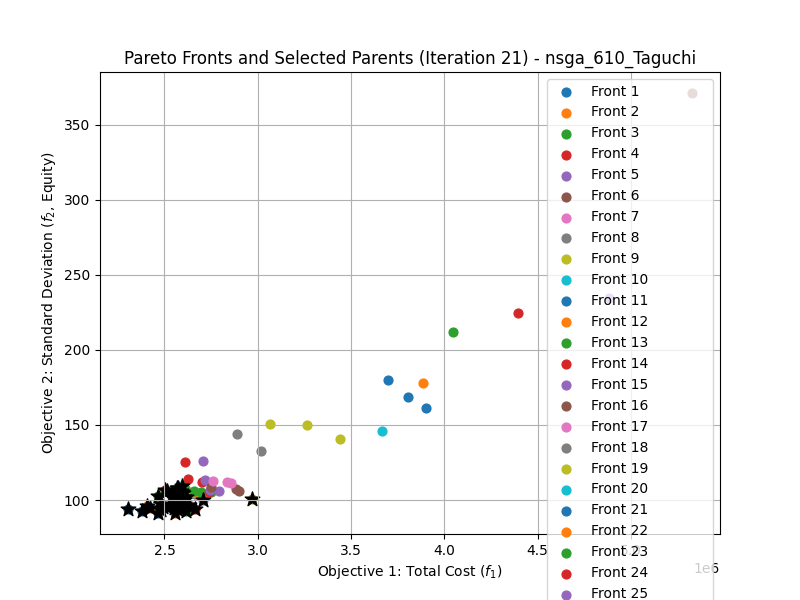 Pareto Fronts and Selected Parents (Iteration 21) - nsga_610_Taguchi
Objective 2: Standard Deviation (f₂, Equity)
350
300
250
200
150
100
2.5
3.0
3.5
4.0
4.5
5.0
1e6
Objective 1: Total Cost (f₁)
Front 1
Front 2
Front 3
Front 4
Front 5
Front 6
Front 7
Front 8
Front 9
Front 10
Front 11
Front 12
Front 13
Front 14
Front 15
Front 16
Front 17
Front 18
Front 19
Front 20
Front 21
Front 22
Front 23
Front 24
Front 25